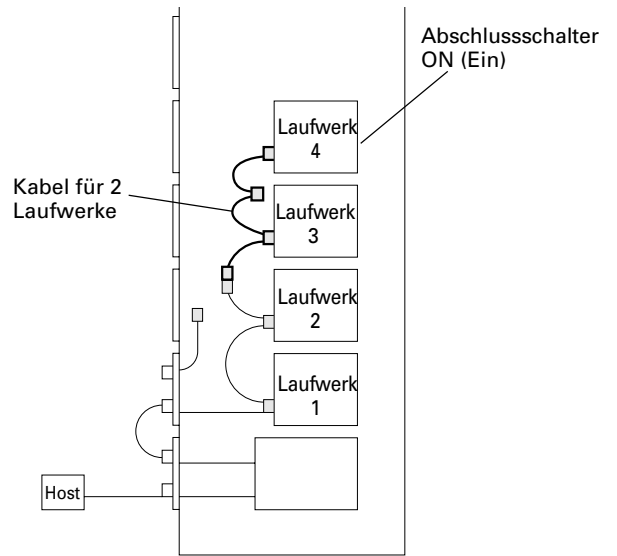 Abschlussschalter
ON (Ein)
Laufwerk
4
Kabel für 2
Laufwerke
Laufwerk
3
Laufwerk
2
Laufwerk
1
Host